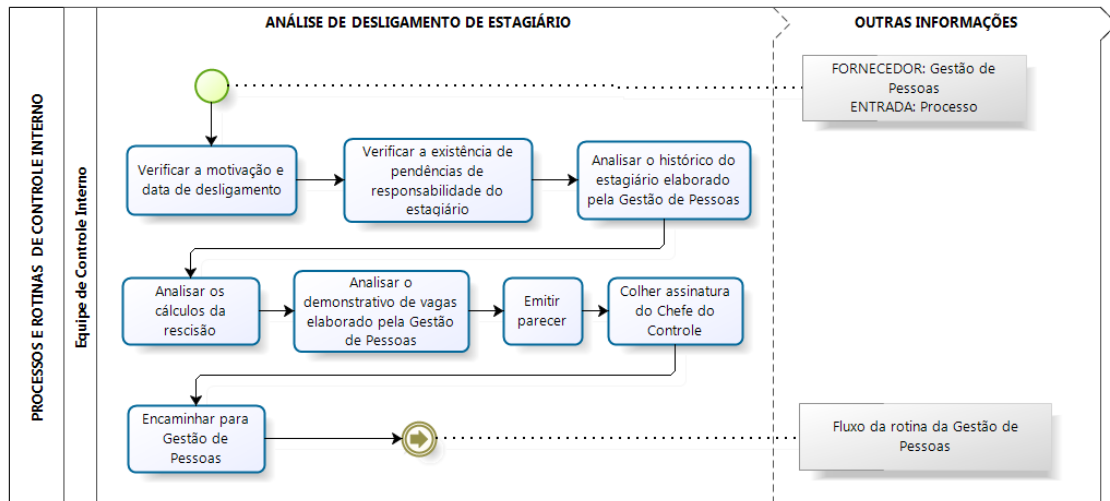 ANÁLISE DE DESLIGAMENTO DE ESTAGIÁRIO
OUTRAS INFORMAÇÕES
PROCESSOS E ROTINAS DE CONTROLE INTERNO
Equipe de Controle Interno
FORNECEDOR: Gestão de
Pessoas
ENTRADA: Processo
Verificar a motivação e
data de desligamento
Verificar a existência de
pendências de
responsabilidade do
estagiário
Analisar o histórico do
estagiário elaborado
pela Gestão de Pessoas
Analisar os
cálculos da
rescisão
Analisar o
demonstrativo de vagas
elaborado pela Gestão
de Pessoas
Emitir
parecer
Colher assinatura
do Chefe do
Controle
Encaminhar para
Gestão de
Pessoas
Fluxo da rotina da Gestão de
Pessoas